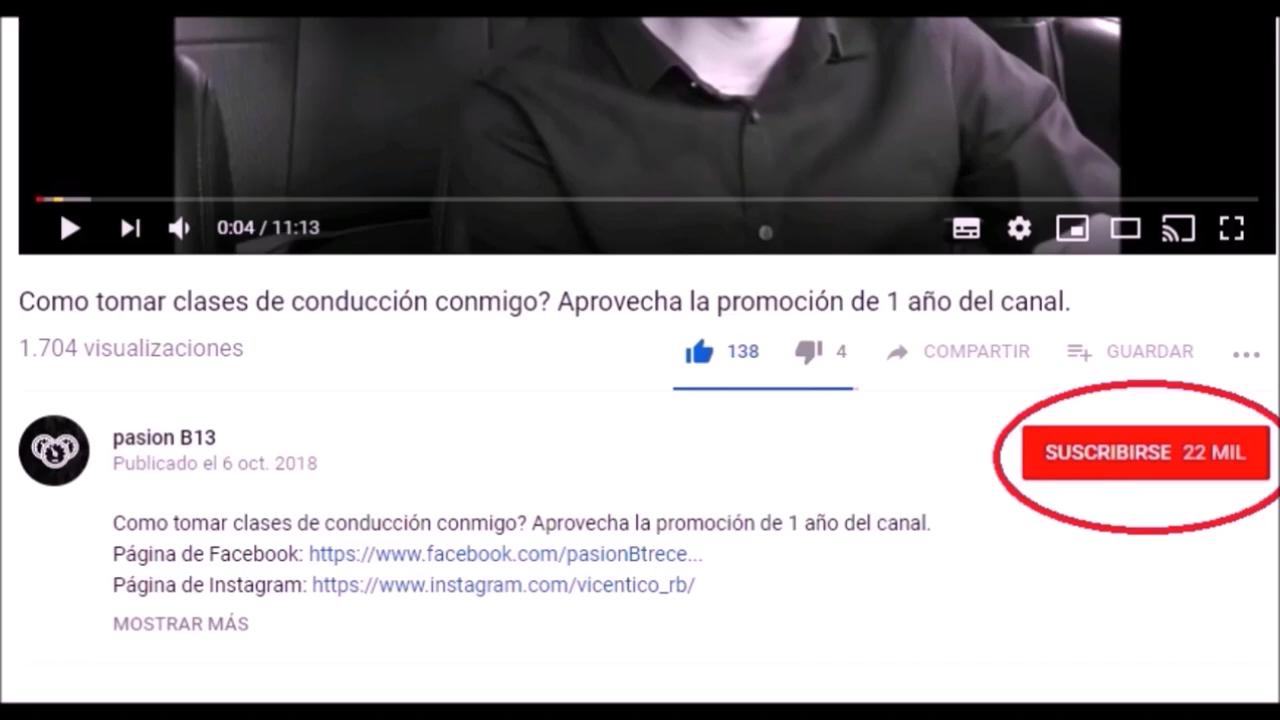 0:04 / 11:13
Como tomar clases de conducción conmigo? Aprovecha la promoción de 1 año del canal.
1.704 visualizaciones
138
4
COMPARTIR
GUARDAR
pasion B13
Publicado el 6 oct. 2018
SUSCRIBIRSE 22 MIL
Como tomar clases de conducción conmigo? Aprovecha la promoción de 1 año del canal.
Página de Facebook: https://www.facebook.com/pasionBtrece...
Página de Instagram: https://www.instagram.com/vicentico_rb/
MOSTRAR MÁS